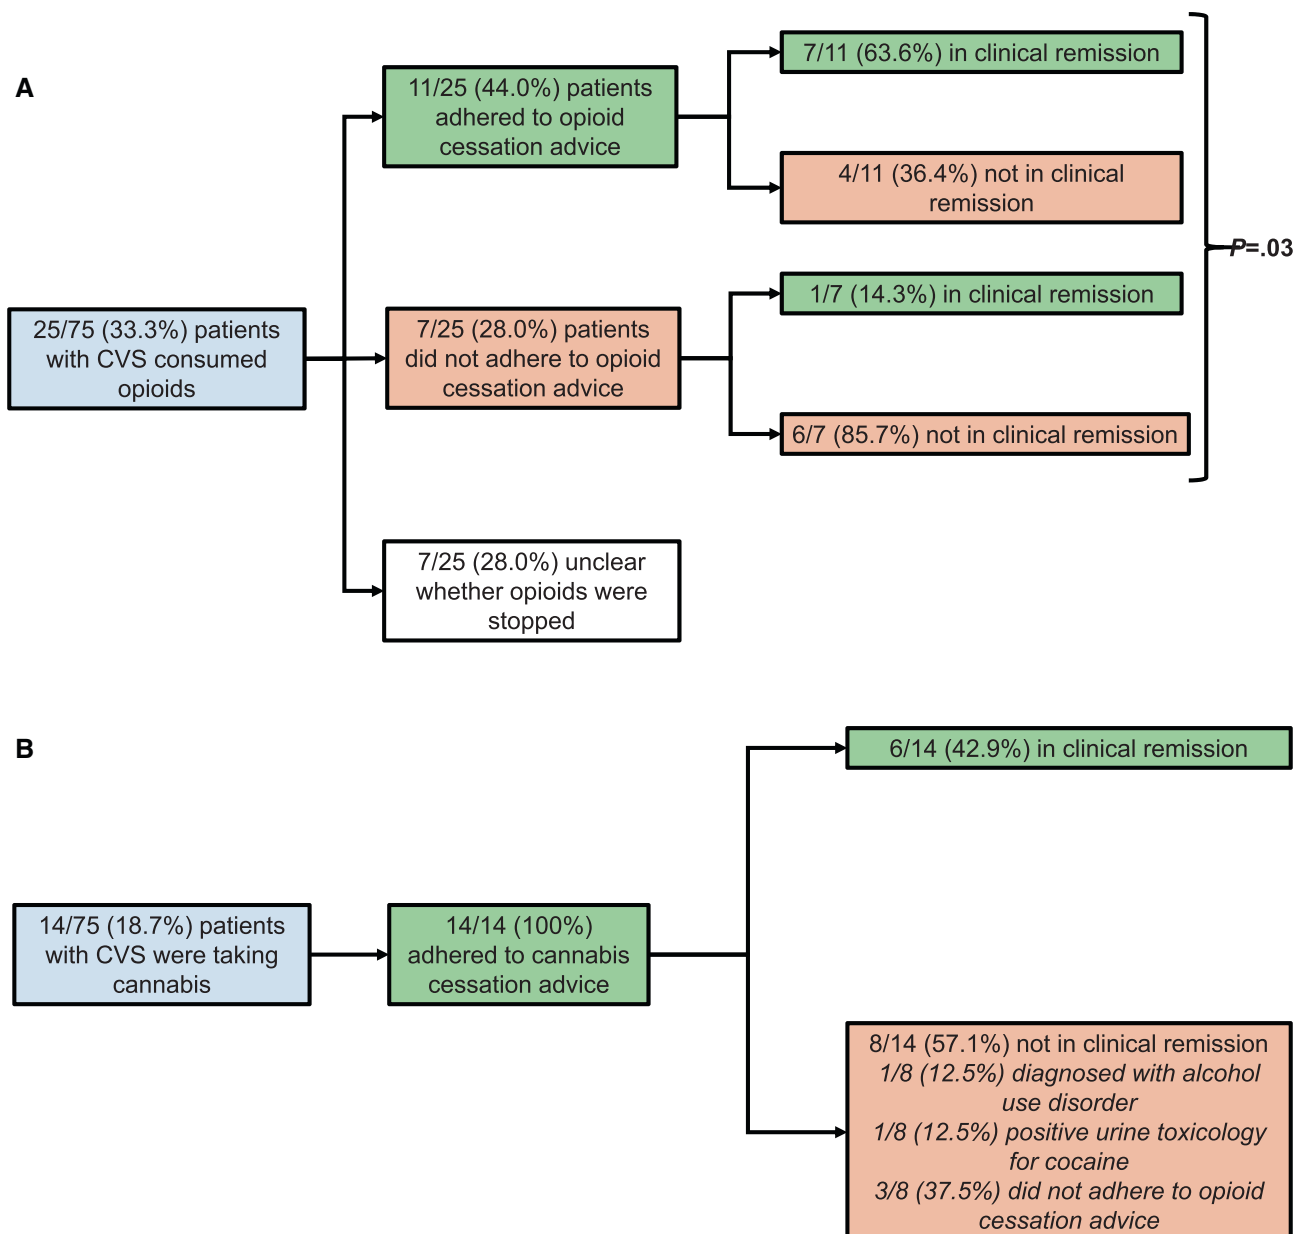 A
7/11 (63.6%) in clinical remission
11/25 (44.0%) patients
adhered to opioid
cessation advice
4/11 (36.4%) not in clinical
remission
P=.03
1/7 (14.3%) in clinical remission
25/75 (33.3%) patients
with CVS consumed
opioids
7/25 (28.0%) patients
did not adhere to opioid
cessation advice
6/7 (85.7%) not in clinical remission
7/25 (28.0%) unclear
whether opioids were
stopped
B
6/14 (42.9%) in clinical remission
14/75 (18.7%) patients
with CVS were taking
cannabis
14/14 (100%)
adhered to cannabis
cessation advice
8/14 (57.1%) not in clinical remission
1/8 (12.5%) diagnosed with alcohol
use disorder
1/8 (12.5%) positive urine toxicology
for cocaine
3/8 (37.5%) did not adhere to opioid
cessation advice